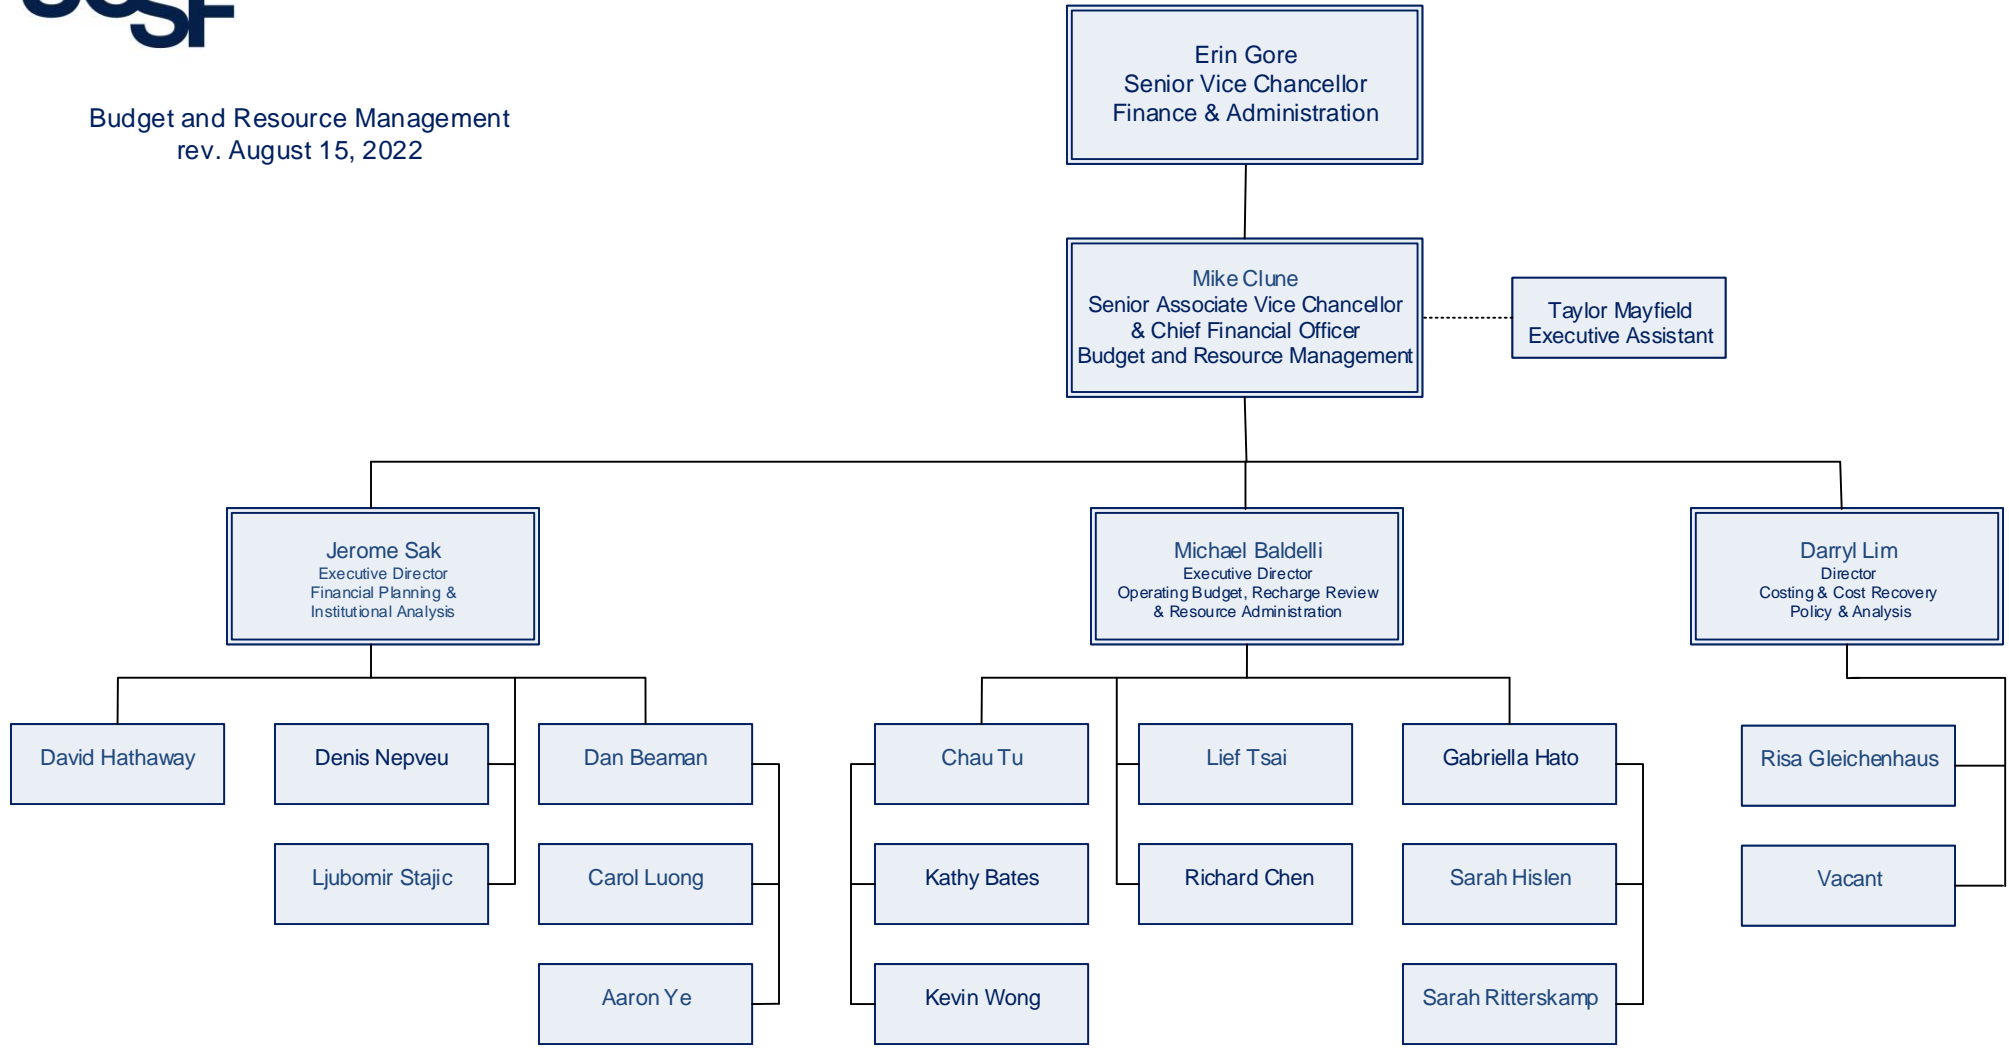 UCSF
Budget and Resource Management
rev. August 15, 2022
Erin Gore
Senior Vice Chancellor
Finance & Administration
Mike Clune
Senior Associate Vice Chancellor
& Chief Financial Officer
Budget and Resource Management
Taylor Mayfield
Executive Assistant
Jerome Sak
Executive Director
Financial Planning &
Institutional Analysis
Michael Baldelli
Executive Director
Operating Budget, Recharge Review
& Resource Administration
Darryl Lim
Director
Costing & Cost Recovery
Policy & Analysis
David Hathaway
Denis Nepveu
Dan Beaman
Chau Tu
Lief Tsai
Gabriella Hato
Risa Gleichenhaus
Ljubomir Stajic
Carol Luong
Kathy Bates
Richard Chen
Sarah Hislen
Vacant
Aaron Ye
Kevin Wong
Sarah Ritterskamp